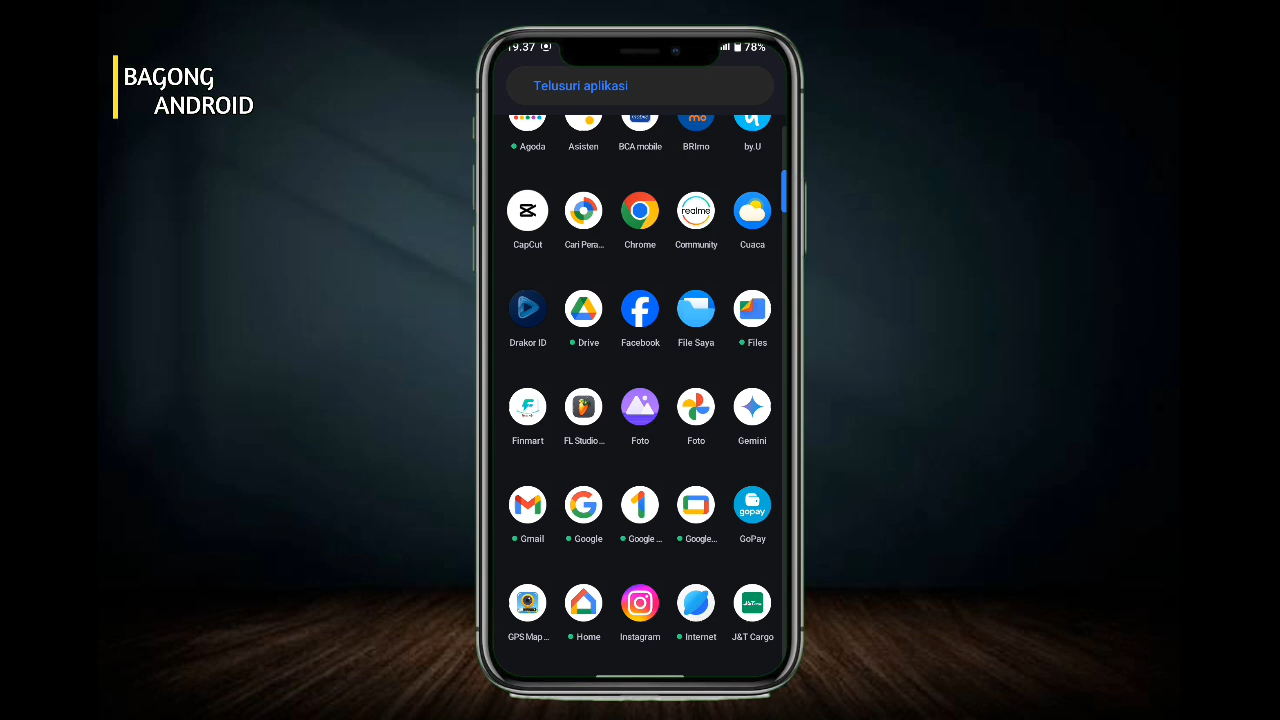 BAGONG
ANDROID
19.37
78%
Telusuri aplikasi
Agoda
Asisten
BCA mobile
BRImo
by.U
CapCut
Cari Pera...
realme
Chrome
Community
Cuaca
Drakor ID
Drive
Facebook
File Saya
Files
Finmart
FL Studio...
Foto
Foto
Gemini
gopay
Gmail
Google
Google ...
Google...
GoPay
J&T
GPS Map ...
Home
Instagram
Internet
J&T Cargo